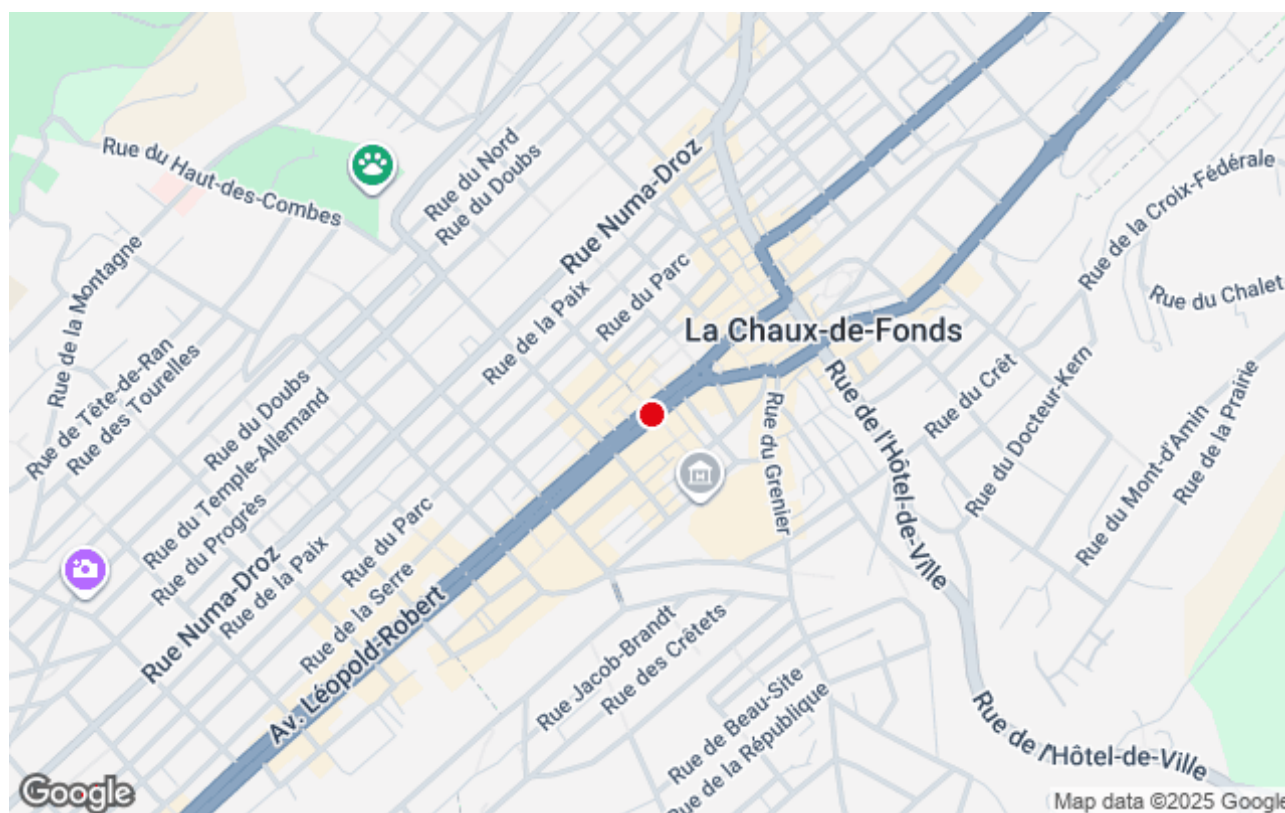 Rue du Haut-des-Combes
Rue du Nord
Rue du Doubs
Rue Numa-Droz
Rue de la Croix-Fédérale
Rue de la Montagne
Rue du Parc
Rue de la Paix
Rue du Chalet
La Chaux-de-Fonds
Rue de Tête-de-Ran
Rue des Tourelles
Rue du Doubs
Rue du Temple-Allemand
Rue du Progrès
Rue du Crêt
Rue du Docteur-Kern
Rue du Mont-d'Amin
Rue de la Prairie
Rue du Grenier
Rue de l'Hôtel-de-Ville
Rue Numa-Droz
Rue de la Paix
Rue du Parc
Rue de la Serre
Av. Léopold-Robert
Rue Jacob-Brandt
Rue des Crêtets
Rue de Beau-Site
Rue de la République
Rue de l'Hôtel-de-Ville
Google
Map data ©2025 Google